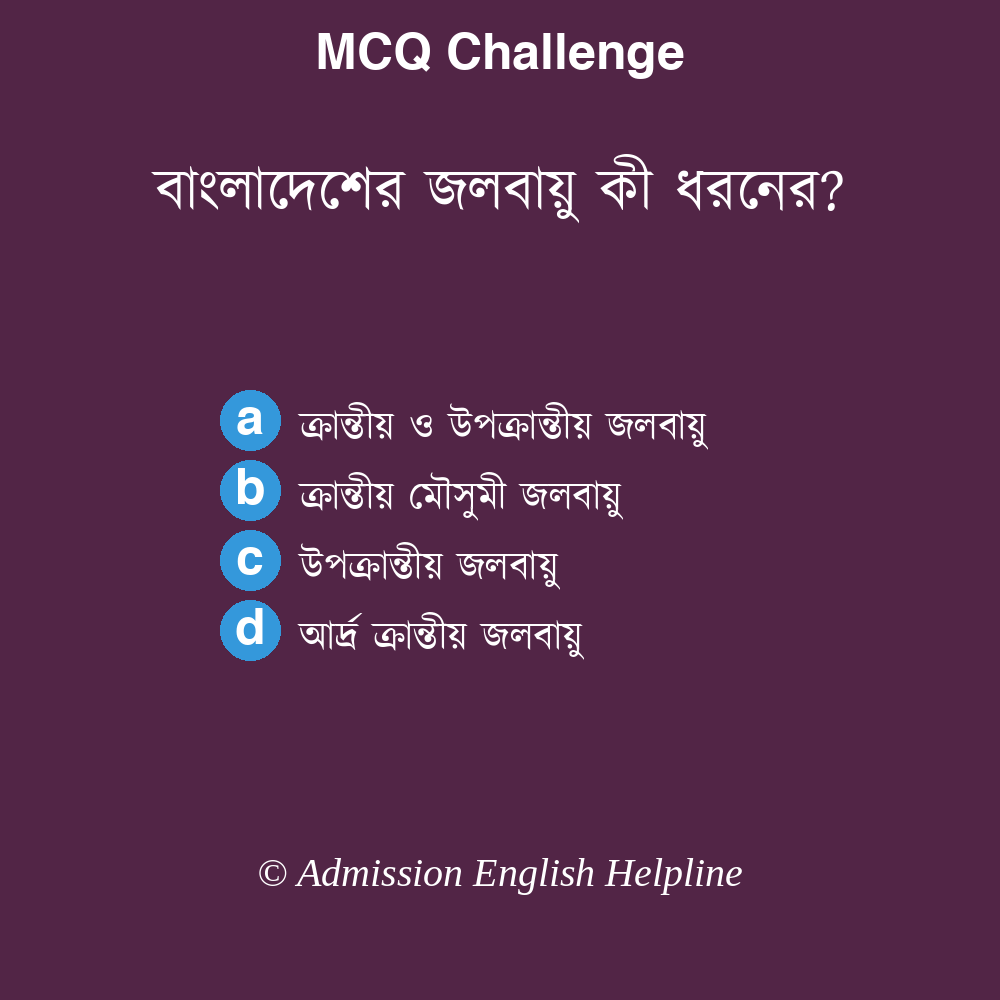 MCQ Challenge
বাংলাদেশের জলবায়ু কী ধরনের?
a ক্রান্তীয় ও উপক্রান্তীয় জলবায়ু
b ক্রান্তীয় মৌসুমী জলবায়ু
c উপক্রান্তীয় জলবায়ু
d আর্দ্র ক্রান্তীয় জলবায়ু
© Admission English Helpline